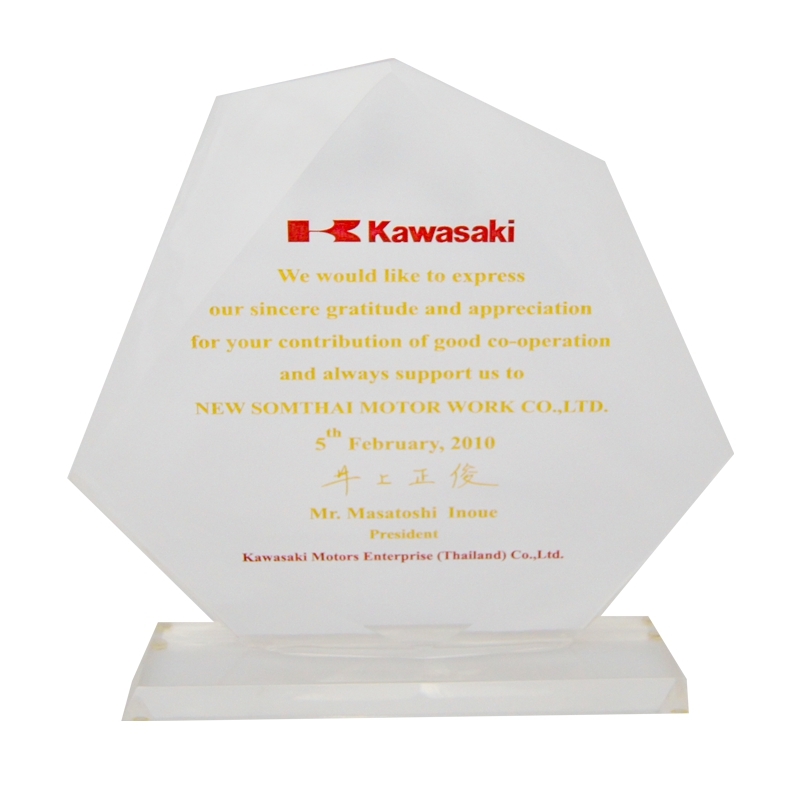 Kawasaki
We would like to express
our sincere gratitude and appreciation
for your contribution of good co-operation
and always support us to
NEW SOMTHAI MOTOR WORK CO.,LTD.
5th February, 2010
井上正俊
Mr. Masatoshi Inoue
President
Kawasaki Motors Enterprise (Thailand) Co.,Ltd.